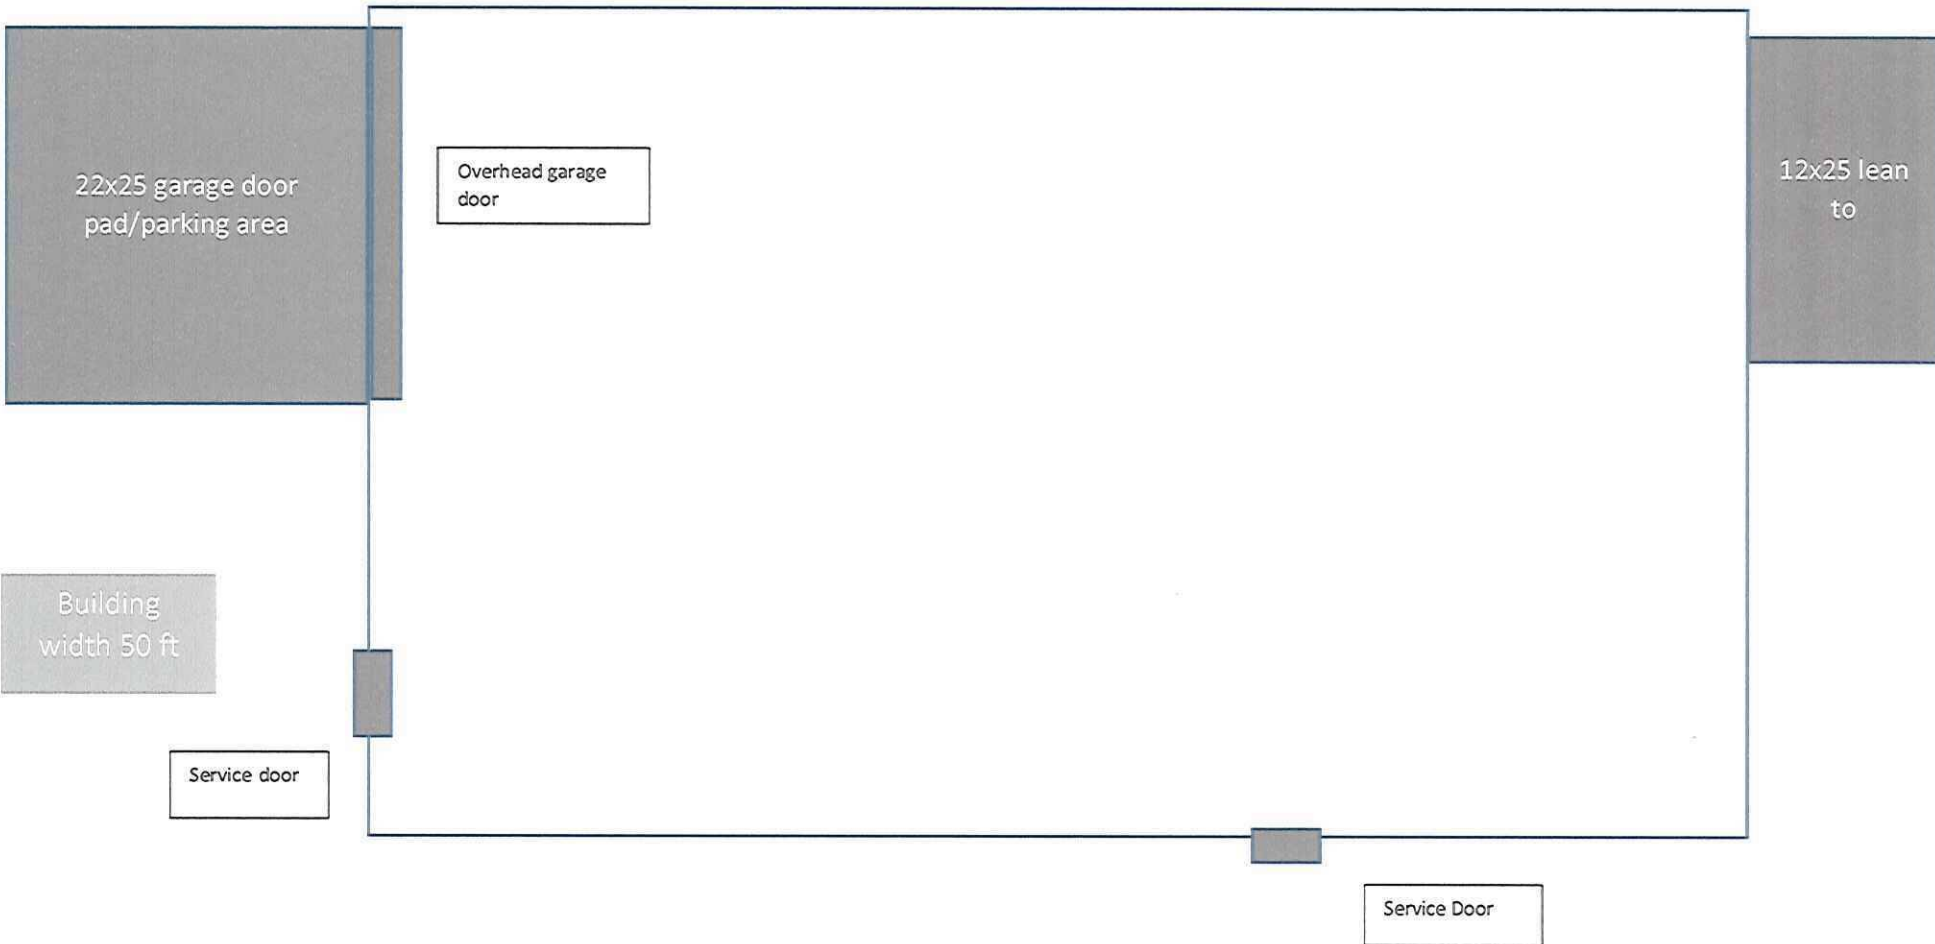 22x25 garage door
pad/parking area
Overhead garage
door
12x25 lean
to
Building
width 50 ft
Service door
Service Door